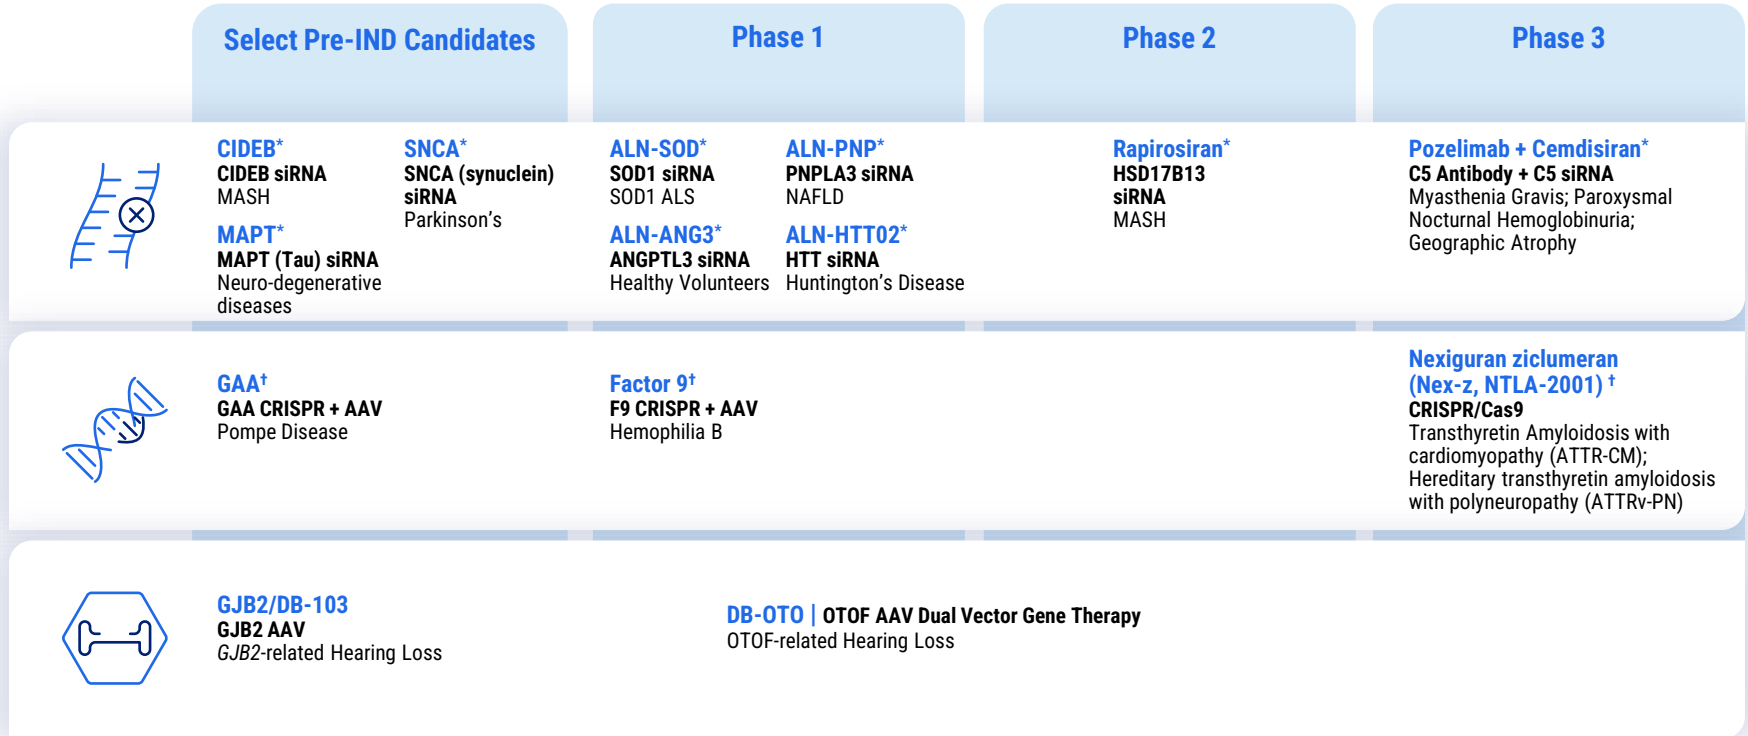 Select Pre-IND Candidates
Phase 1
Phase 2
Phase 3
CIDEB*
CIDEB siRNA
MASH
MAPT*
MAPT (Tau) siRNA
Neuro-degenerative
diseases
SNCA*
SNCA (synuclein)
siRNA
Parkinson’s
ALN-SOD*
SOD1 siRNA
SOD1 ALS
ALN-ANG3*
ANGPTL3 siRNA
Healthy Volunteers
ALN-PNP*
PNPLA3 siRNA
NAFLD
ALN-HTT02*
HTT siRNA
Huntington’s Disease
Rapirosiran*
HSD17B13
siRNA
MASH
Pozelimab + Cemdisiran*
C5 Antibody + C5 siRNA
Myasthenia Gravis; Paroxysmal
Nocturnal Hemoglobinuria;
Geographic Atrophy
GAA†
GAA CRISPR + AAV
Pompe Disease
Factor 9†
F9 CRISPR + AAV
Hemophilia B
Nexiguran ziclumeran
(Nex-z, NTLA-2001) †
CRISPR/Cas9
Transthyretin Amyloidosis with
cardiomyopathy (ATTR-CM);
Hereditary transthyretin amyloidosis
with polyneuropathy (ATTRv-PN)
GJB2/DB-103
GJB2 AAV
GJB2-related Hearing Loss
DB-OTO | OTOF AAV Dual Vector Gene Therapy
OTOF-related Hearing Loss